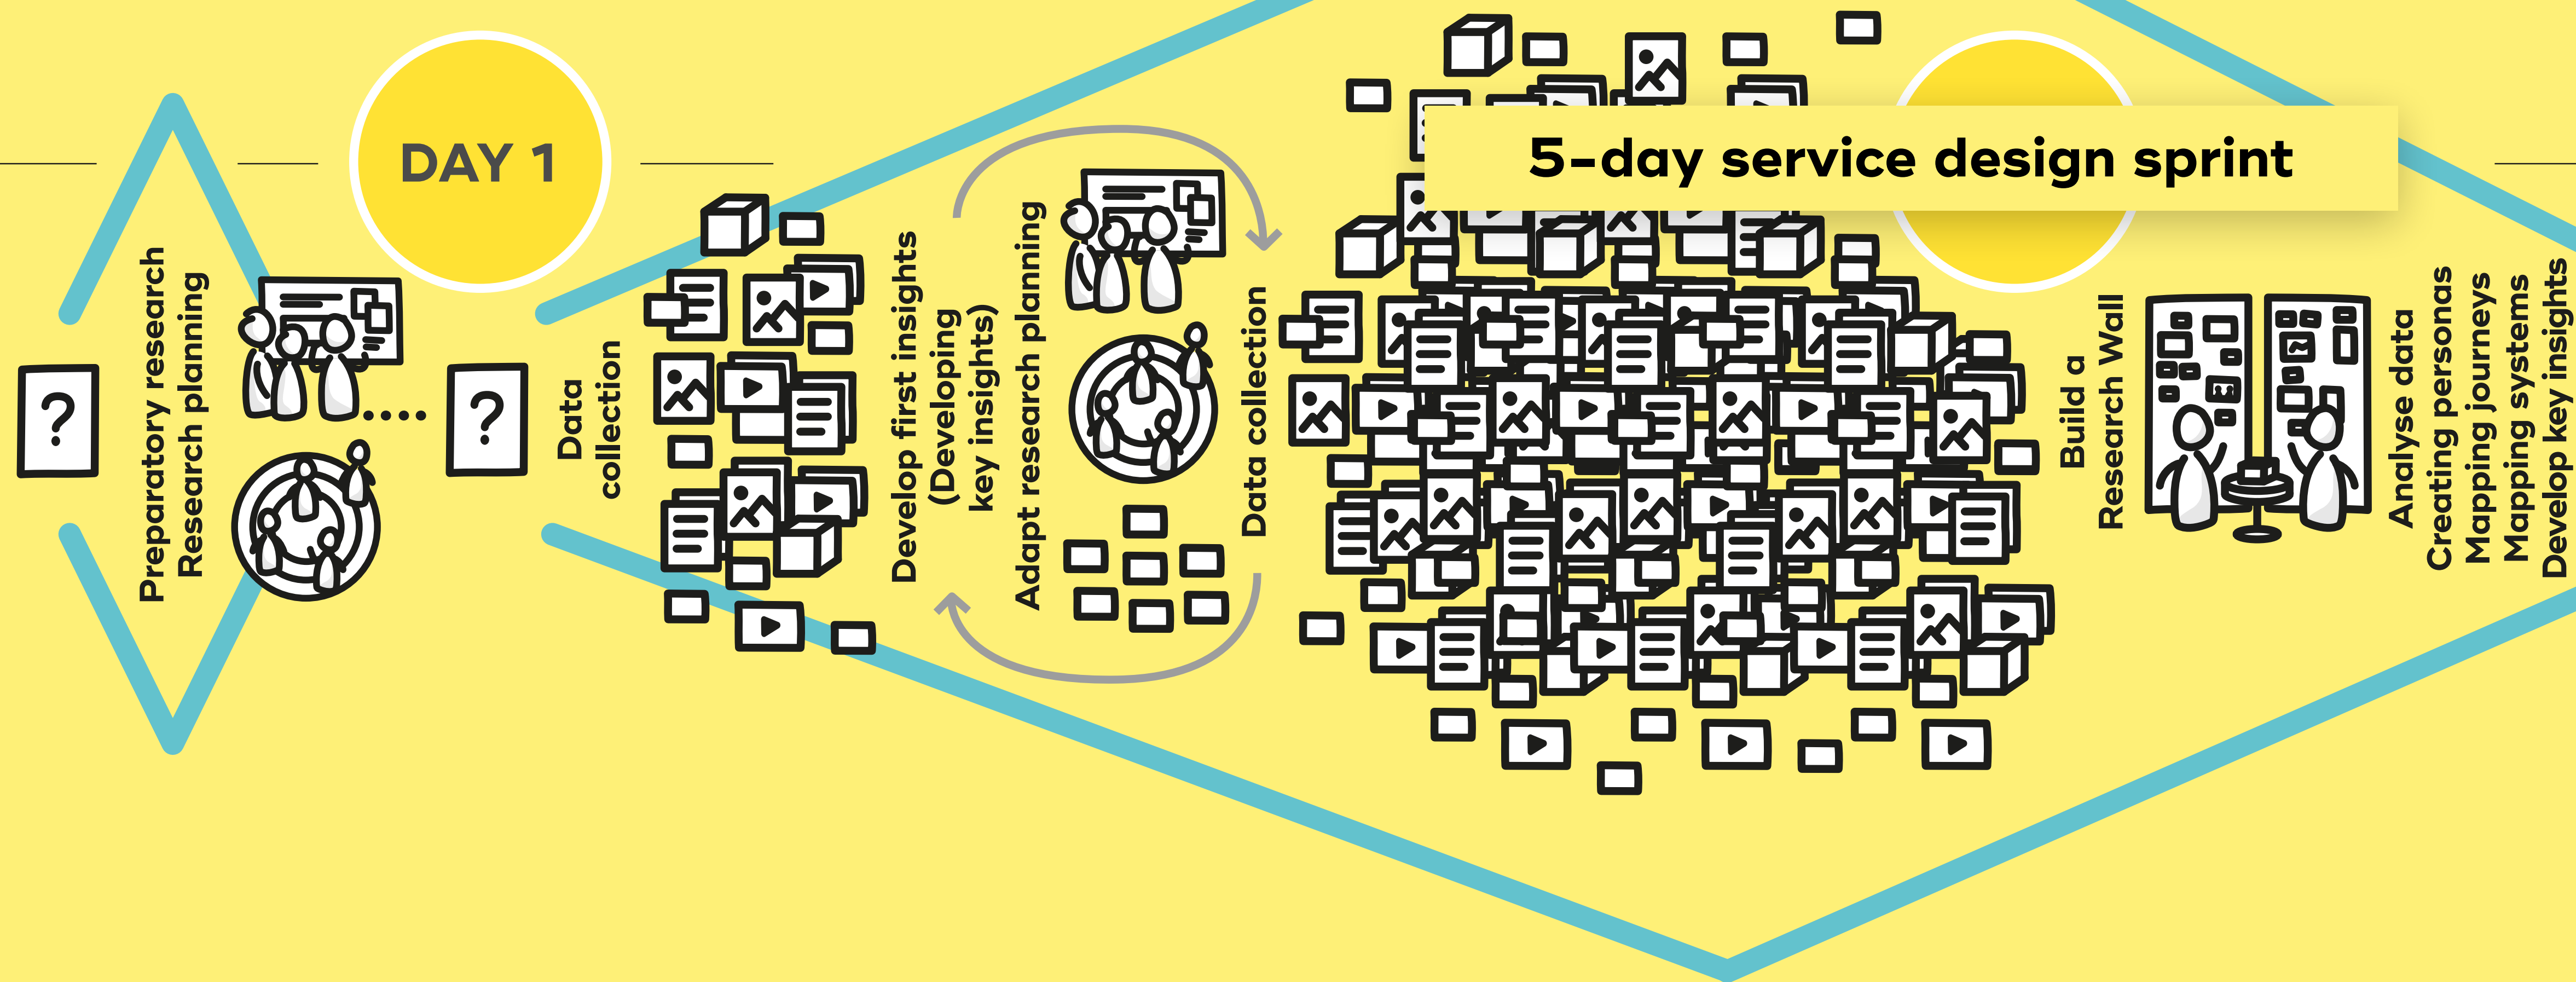 DAY 1
5-day service design sprint
?
Preparatory research
Research planning
?
Data
collection
Develop first insights
(Developing
key insights)
Adapt research planning
Data collection
Build a
Research Wall
Analyse data
Creating personas
Mapping journeys
Mapping systems
Develop key insights